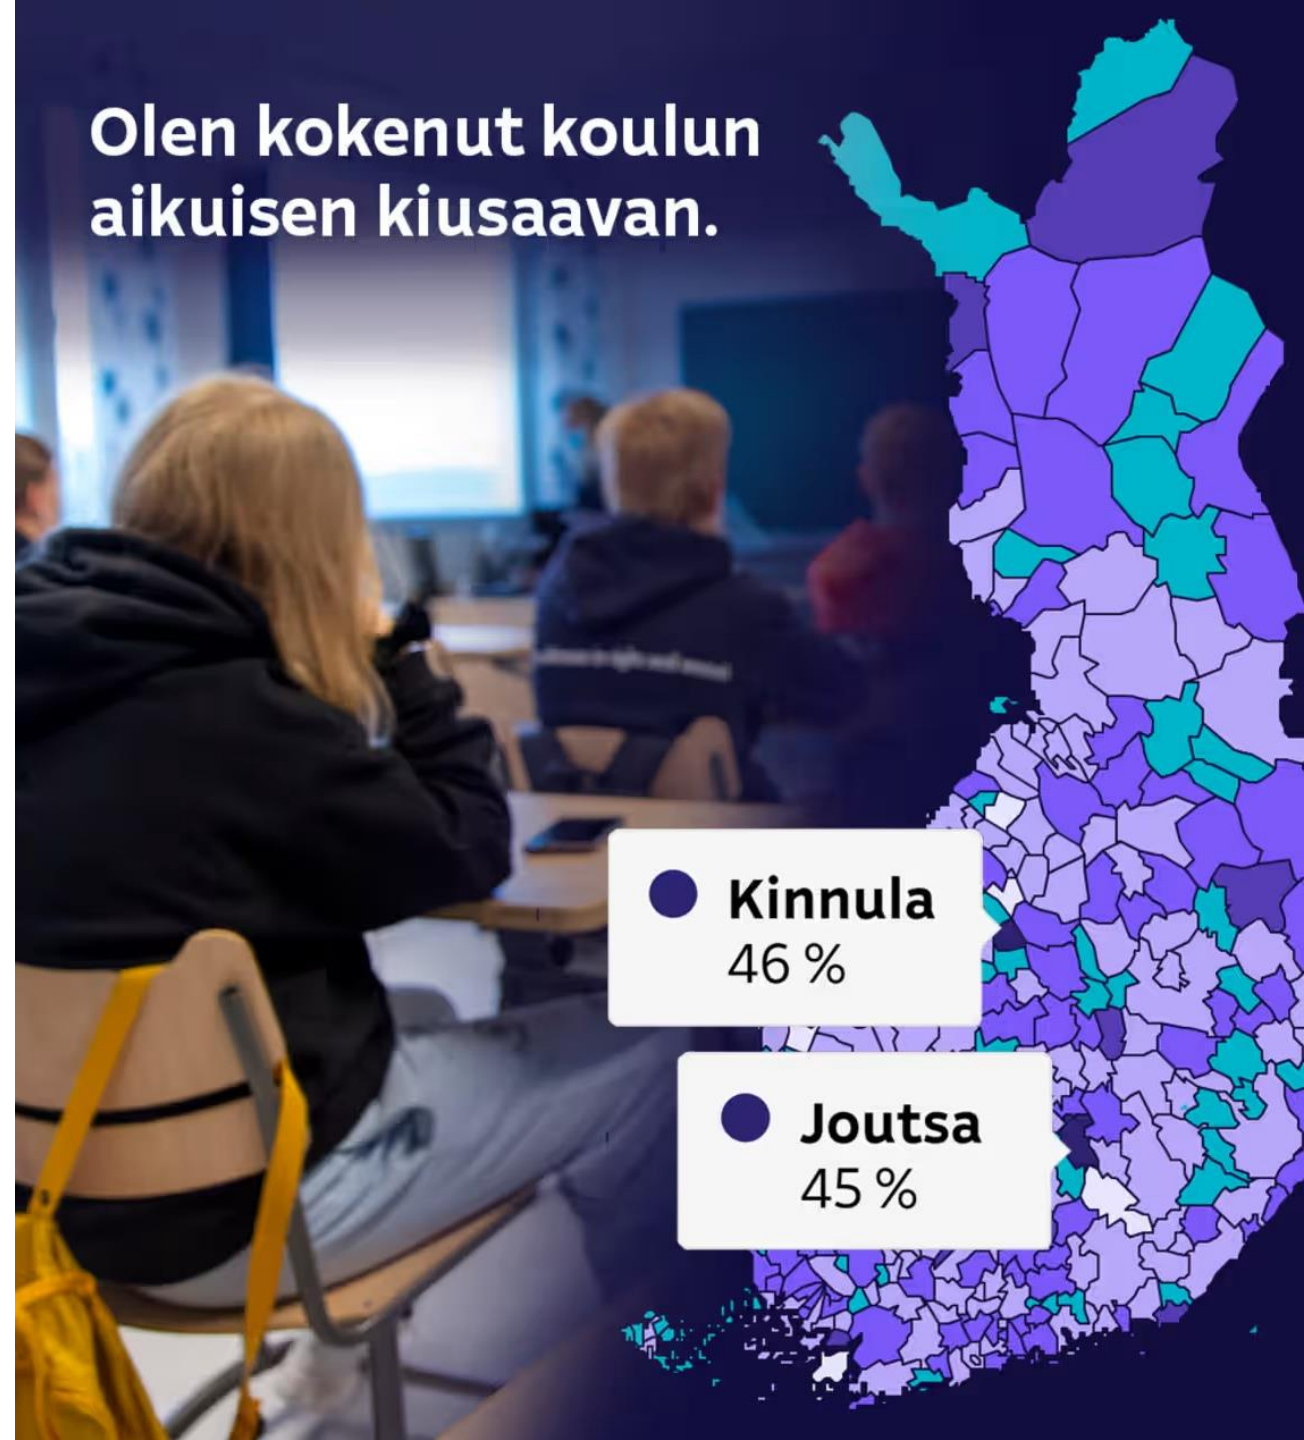 Olen kokenut koulun
aikuisen kiusaavan.
Kinnula
46 %
Joutsa
45 %